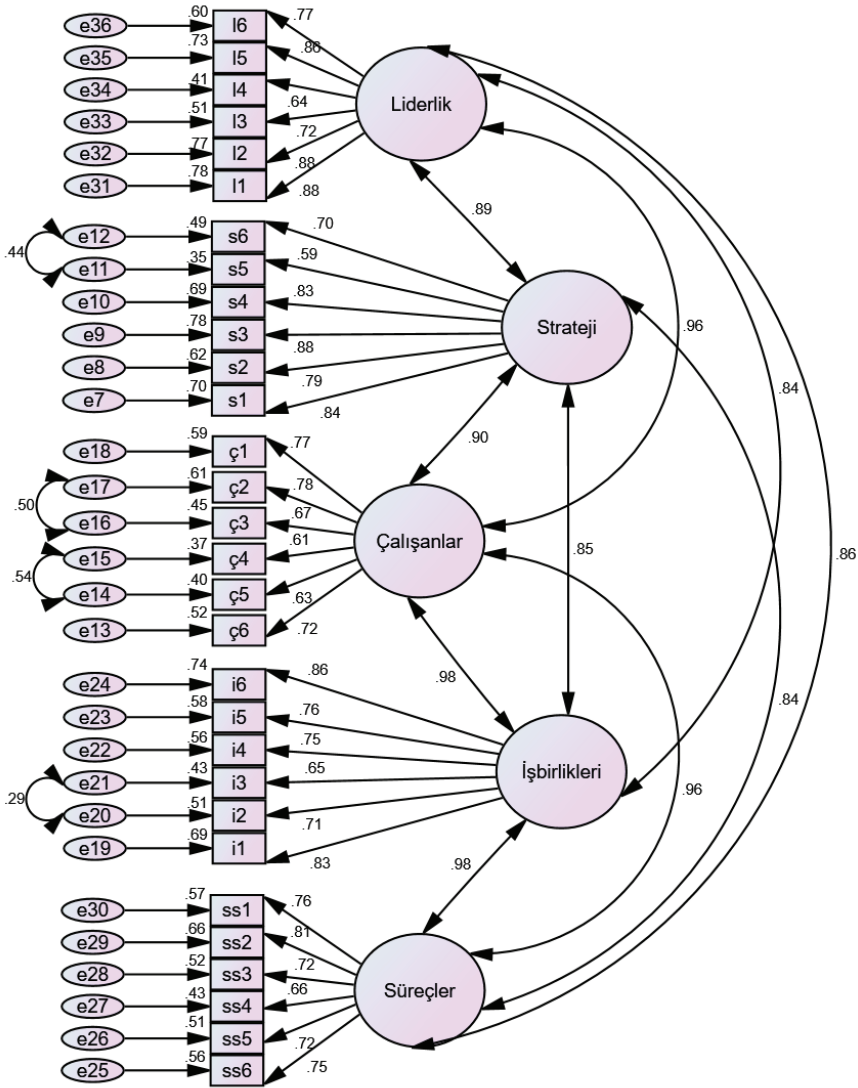 e36 .60 l6 .77
e35 .73 l5 .86
e34 .41 l4 .64
e33 .51 l3 .72
e32 .77 l2 .88
e31 .78 l1 .88
Liderlik
.89
e12 .49 s6 .70
.44
e11 .35 s5 .59
e10 .69 s4 .83
e9 .78 s3 .88
e8 .62 s2 .79
e7 .70 s1 .84
Strateji
.96
.84
.90
e18 .59 ç1 .77
e17 .61 ç2 .78
.50
e16 .45 ç3 .67
e15 .37 ç4 .61
.54
e14 .40 ç5 .63
e13 .52 ç6 .72
Çalışanlar
.85
.86
.98
e24 .74 i6 .86
e23 .58 i5 .76
e22 .56 i4 .75
e21 .43 i3 .65
.29
e20 .51 i2 .71
e19 .69 i1 .83
İşbirlikleri
.84
.96
.98
e30 .57 ss1 .76
e29 .66 ss2 .81
e28 .52 ss3 .72
e27 .43 ss4 .66
e26 .51 ss5 .72
e25 .56 ss6 .75
Süreçler